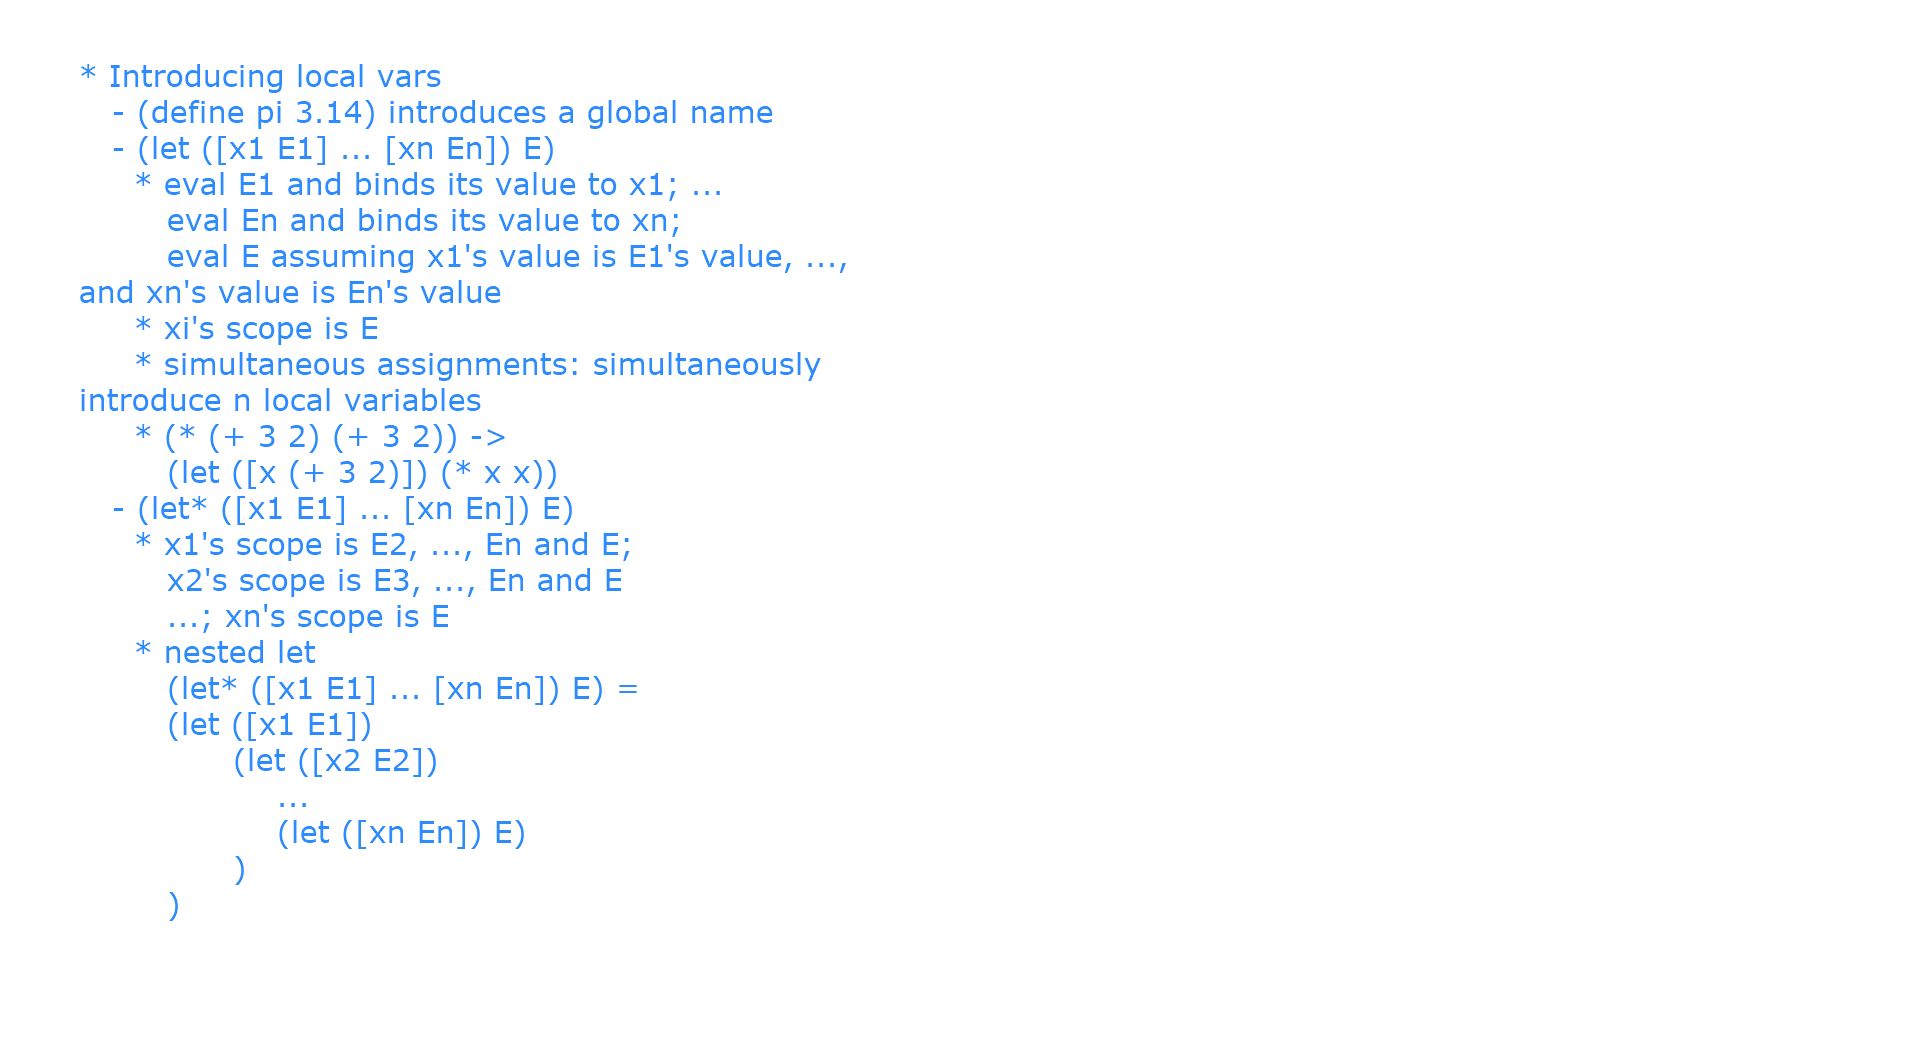 * Introducing local vars
- (define pi 3.14) introduces a global name
- (let ([x1 E1] ... [xn En]) E)
* eval E1 and binds its value to x1; ...
eval En and binds its value to xn;
eval E assuming x1's value is E1's value, ...,
and xn's value is En's value
* xi's scope is E
* simultaneous assignments: simultaneously
introduce n local variables
* (* (+ 3 2) (+ 3 2)) ->
(let ([x (+ 3 2)]) (* x x))
- (let* ([x1 E1] ... [xn En]) E)
* x1's scope is E2, ..., En and E;
x2's scope is E3, ..., En and E
...; xn's scope is E
* nested let
(let* ([x1 E1] ... [xn En]) E) =
(let ([x1 E1])
(let ([x2 E2])
...
(let ([xn En]) E)
)
)